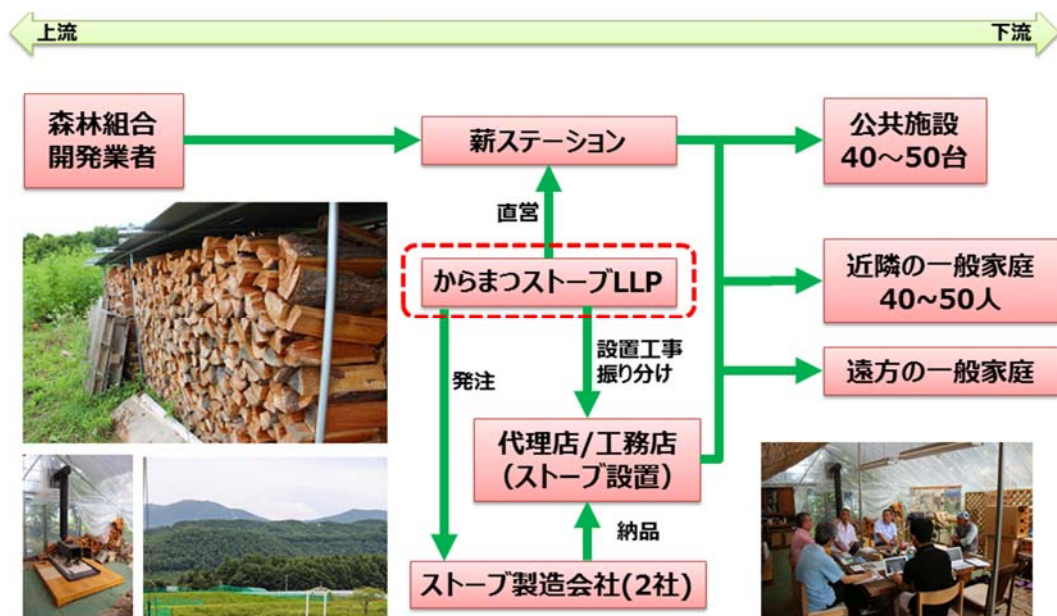 上流
下流
森林組合
開発業者
薪ステーション
公共施設
40～50台
直営
からまつストーブLLP
近隣の一般家庭
40~50人
発注
設置工事
振り分け
遠方の一般家庭
代理店/工務店
（ストーブ設置）
納品
ストーブ製造会社(2社)